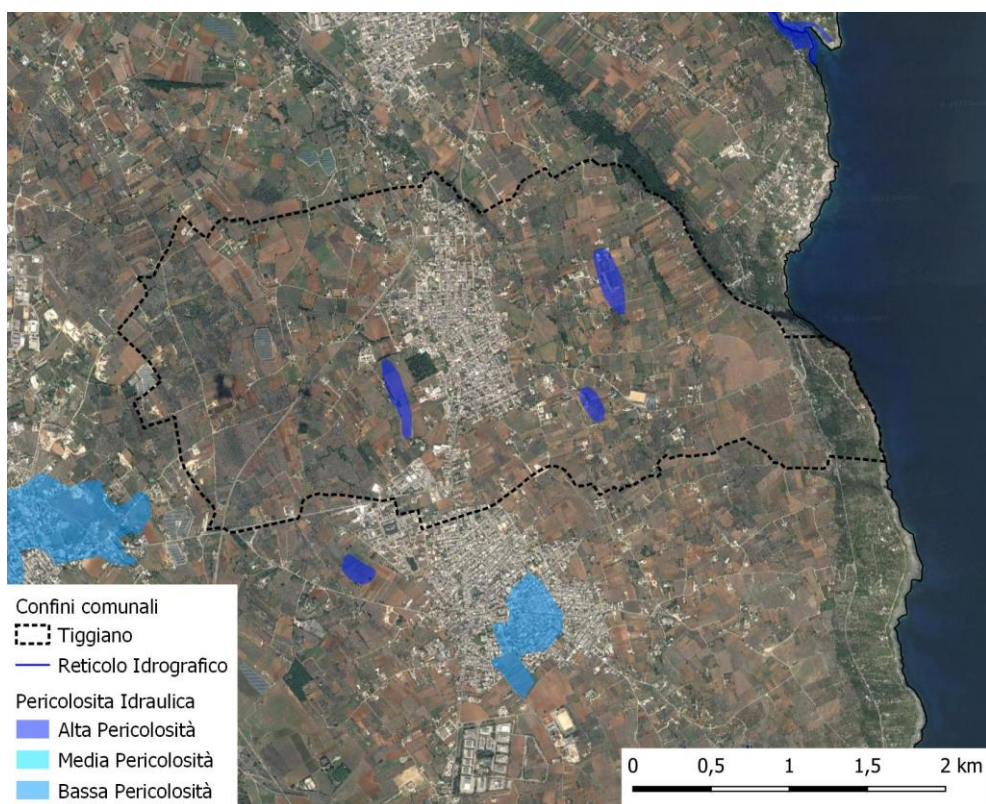 Confini comunali
Tiggiano
Reticolo Idrografico
Pericolosita Idraulica
Alta Pericolosità
Media Pericolosità
Bassa Pericolosità
0 0,5 1 1,5 2 km